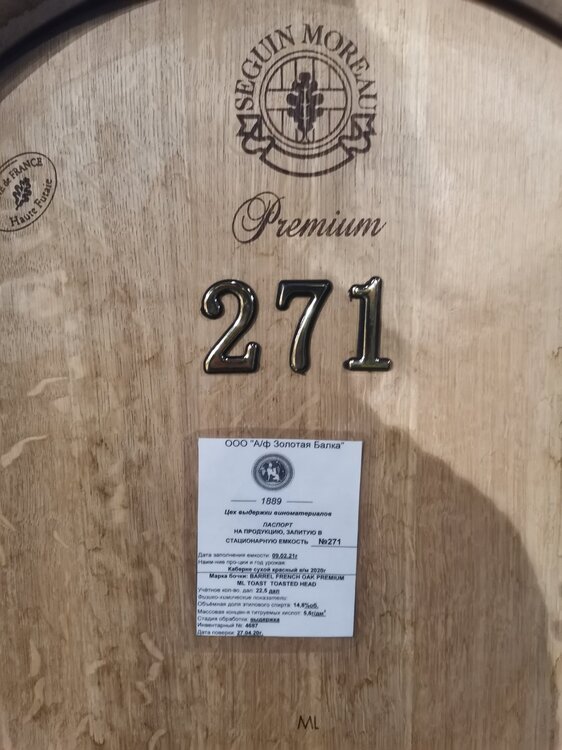 SEGUIN MOREAU
de FRANCE
Haute Futaie
Premium
271
ООО "А/ф Золотая Балка"
1889
Цех выдержки виноматериалов
ПАСПОРТ
НА ПРОДУКЦИЮ, ЗАЛИТУЮ В
СТАЦИОНАРНУЮ ЕМКОСТЬ №271
Дата заполнения емкости: 09.02.21г
Наим-ние про-ции и год урожая:
Каберне сухой красный в/м 2020г
Марка бочки: BARREL FRENCH OAK PREMIUM
ML TOAST TOASTED HEAD
Учётное кол-во, дал: 22,5 дал
Физико-химические показатели:
Объёмная доля этилового спирта: 14,8%об.
Массовая концен-я титруемых кислот: 5,6г/дм³
Стадия обработки: выдержка
Инвентарный №: 4697
Дата поверки: 27.04.20г.
ML